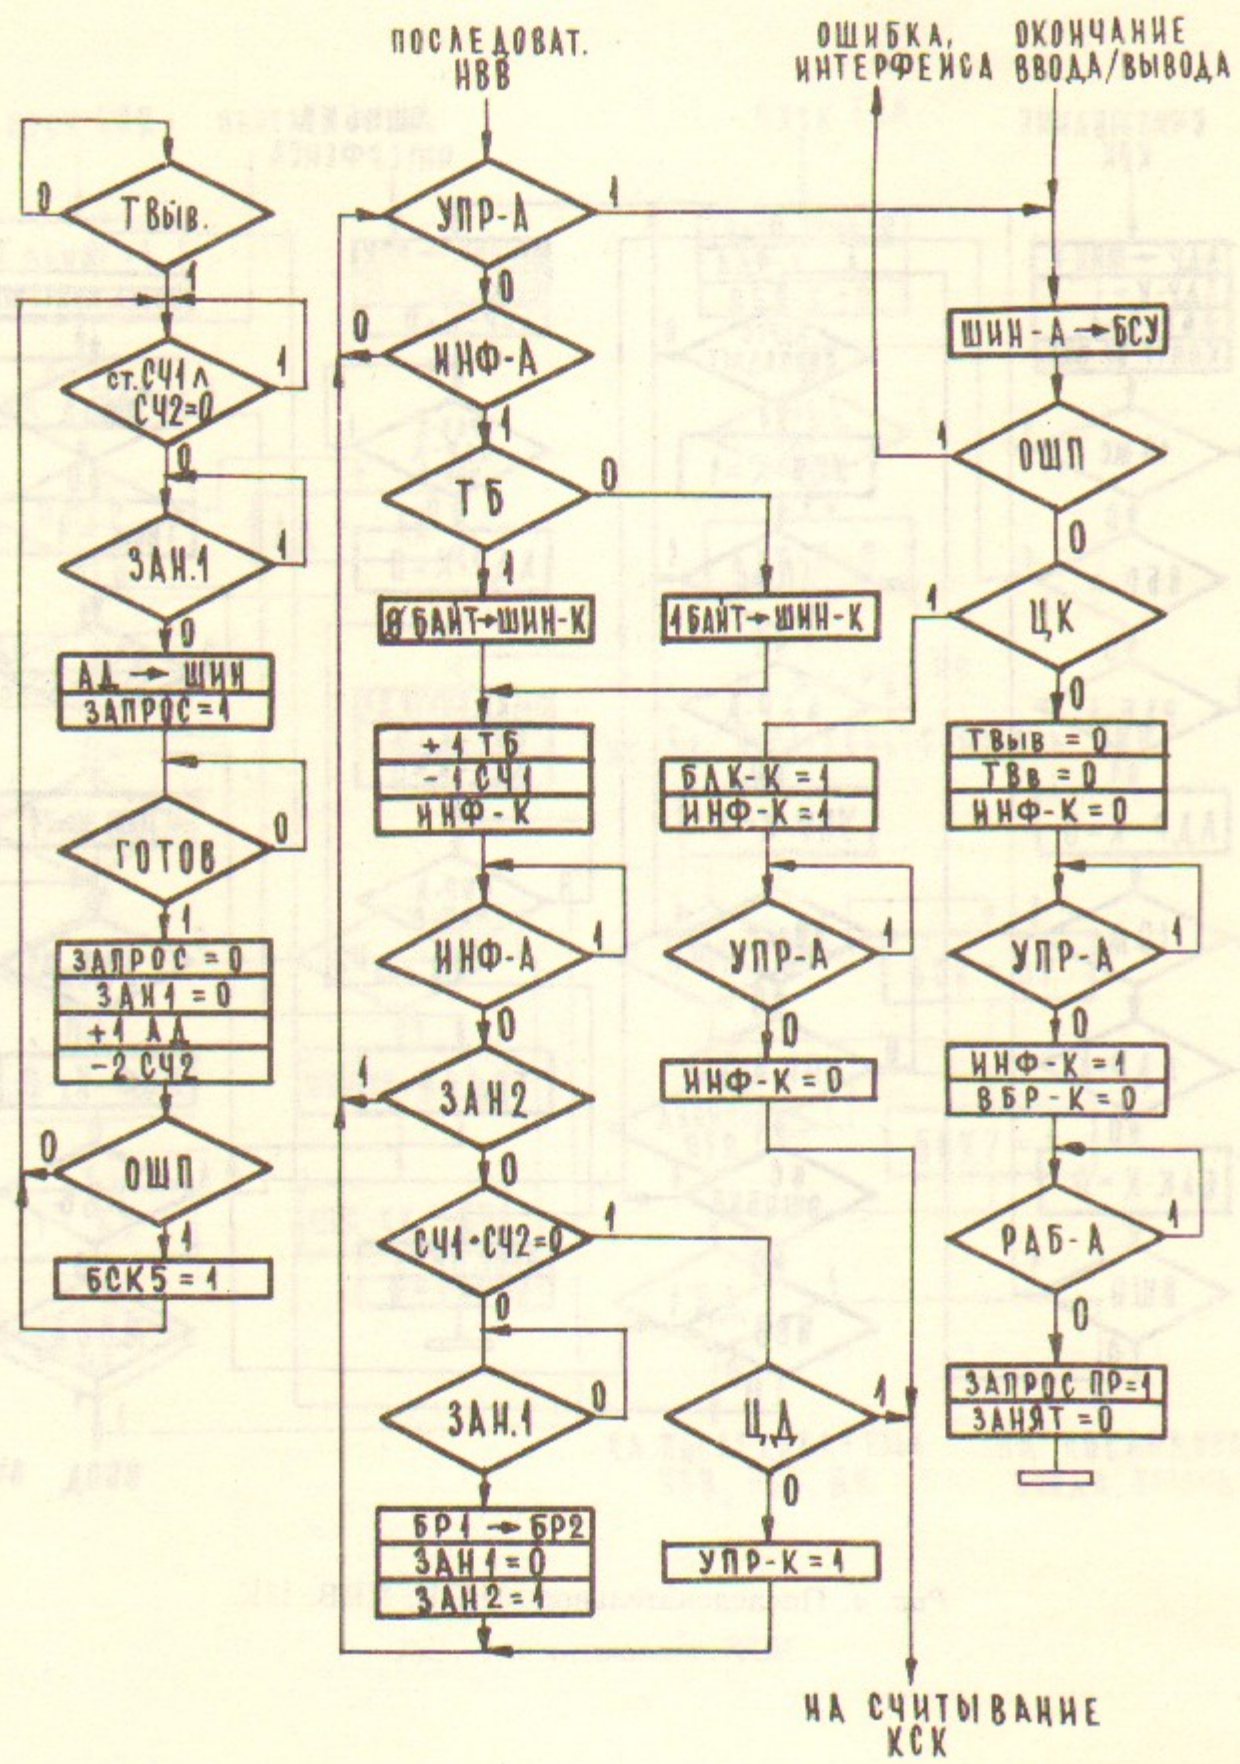 ПОСЛЕДОВАТ.
НВВ
ОШИБКА,
ИНТЕРФЕЙСА
ОКОНЧАНИЕ
ВВОДА/ВЫВОДА
0
ТВыв.
1
ст.СЧ1∧
СЧ2=0
1
0
ЗАН.1
1
0
АД → ШИН
ЗАПРОС=1
ГОТОВ
0
1
ЗАПРОС = 0
ЗАН1 = 0
+1 АД
-2 СЧ2
0
ОШП
1
БСК5 = 1
УПР-А
1
0
0
ИНФ-А
1
ТБ
0
1
0 БАЙТ→ШИН-К
1 БАЙТ→ШИН-К
+1 ТБ
-1 СЧ1
ИНФ-К
ИНФ-А
1
0
1
ЗАН2
0
СЧ1·СЧ2=0
1
0
ЗАН.1
0
БР1 → БР2
ЗАН1 = 0
ЗАН2 = 1
БЛК-К = 1
ИНФ-К=1
УПР-А
1
0
ИНФ-К = 0
ЦД
1
0
УПР-К = 1
ШИН-А → БСУ
1
ОШП
0
1
ЦК
0
ТВыв = 0
ТВв = 0
ИНФ-К = 0
УПР-А
1
0
ИНФ-К = 1
ВБР-К = 0
РАБ-А
1
0
ЗАПРОС ПР=1
ЗАНЯТ = 0
НА СЧИТЫВАНИЕ
КСК